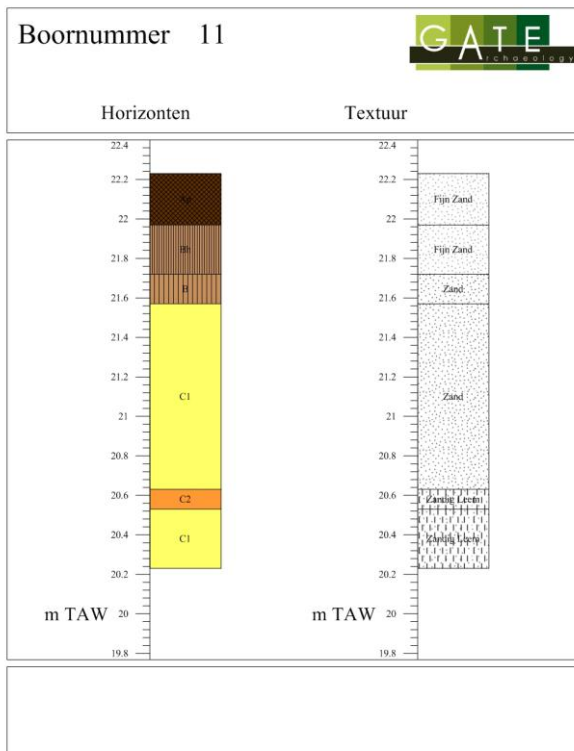 Boornummer 11
GATE
rchaeology
Horizonten
Textuur
22.4
22.2
22
21.8
21.6
21.4
21.2
21
20.8
20.6
20.4
20.2
20
19.8
m TAW
Ap
Bh
B
C1
C2
C1
22.4
22.2
22
21.8
21.6
21.4
21.2
21
20.8
20.6
20.4
20.2
20
19.8
m TAW
Fijn Zand
Fijn Zand
Zand
Zand
Zandig Leem
Zandig Leem